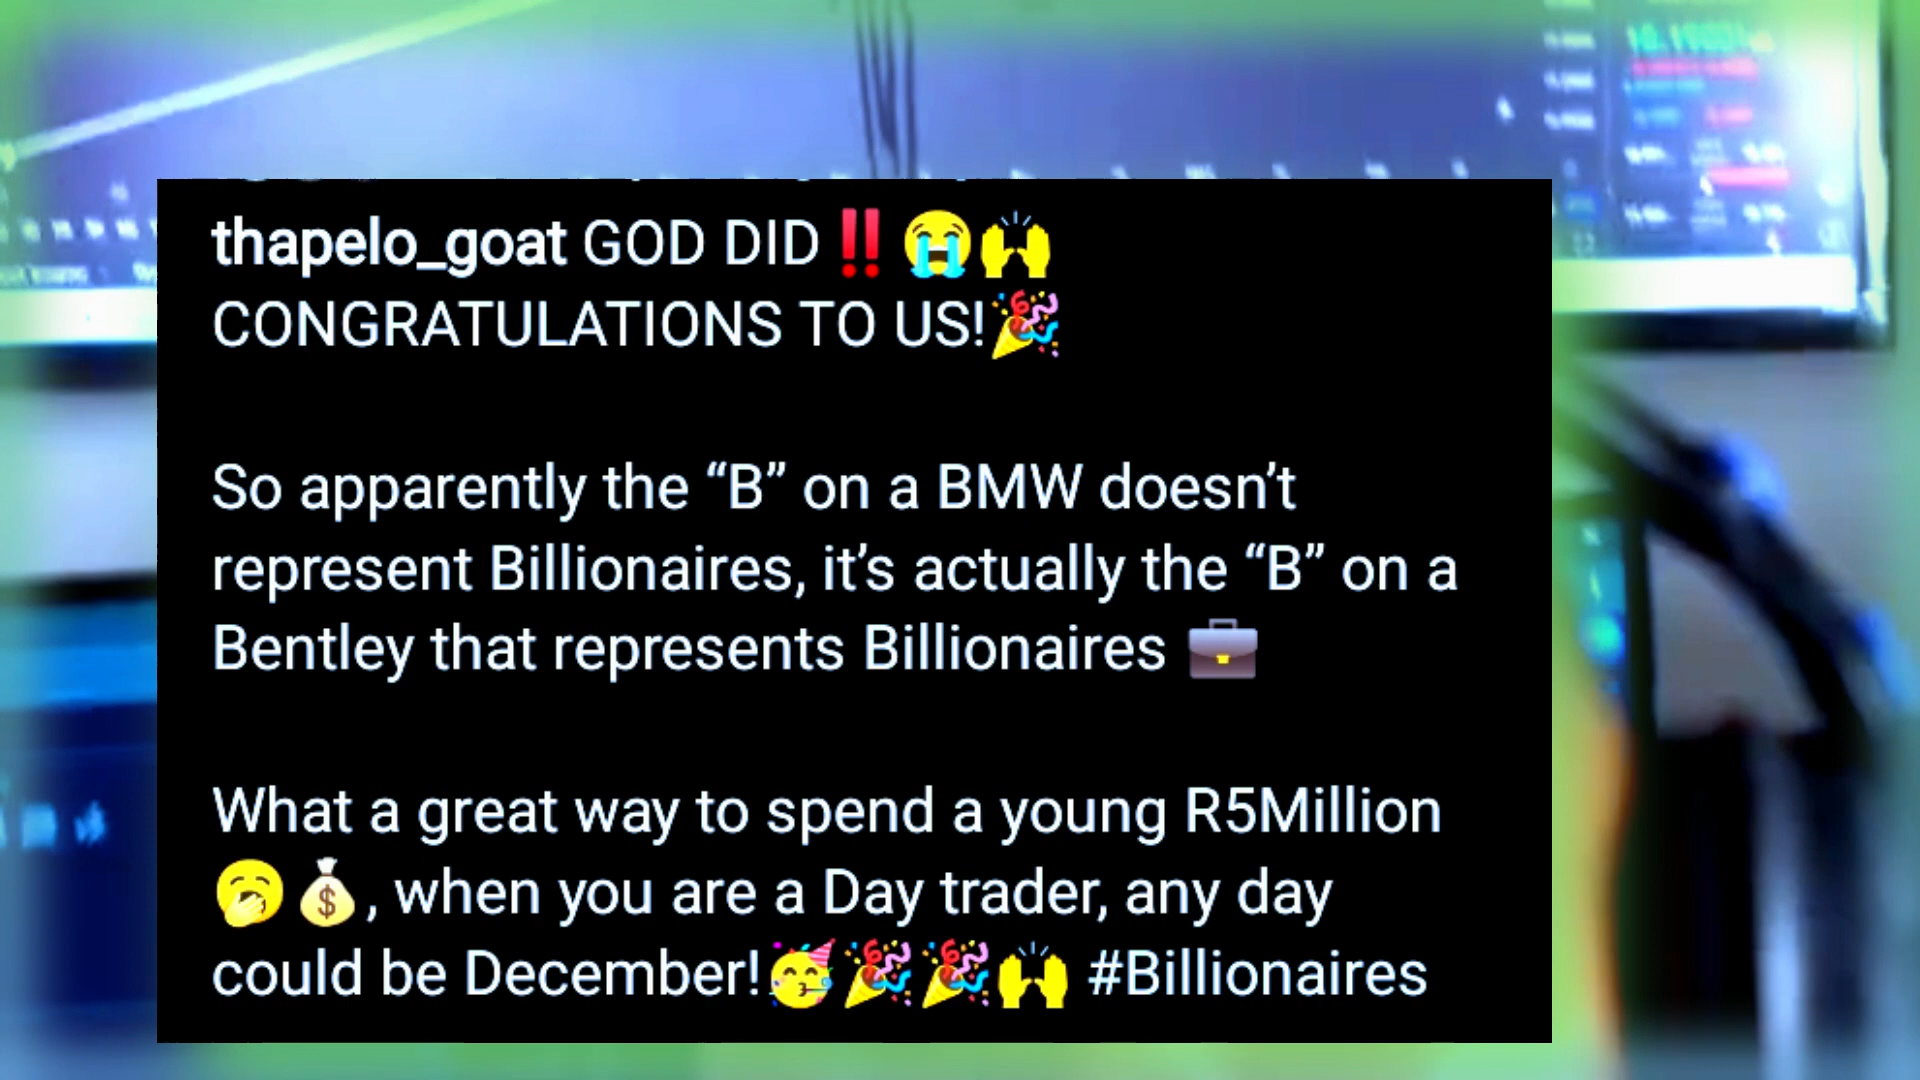 thapelo_goat GOD DID‼️😭🙌
CONGRATULATIONS TO US!🎉
So apparently the “B” on a BMW doesn’t
represent Billionaires, it’s actually the “B” on a
Bentley that represents Billionaires 💼
What a great way to spend a young R5Million
🥱💰, when you are a Day trader, any day
could be December!🥳🎉🎉🙌 #Billionaires